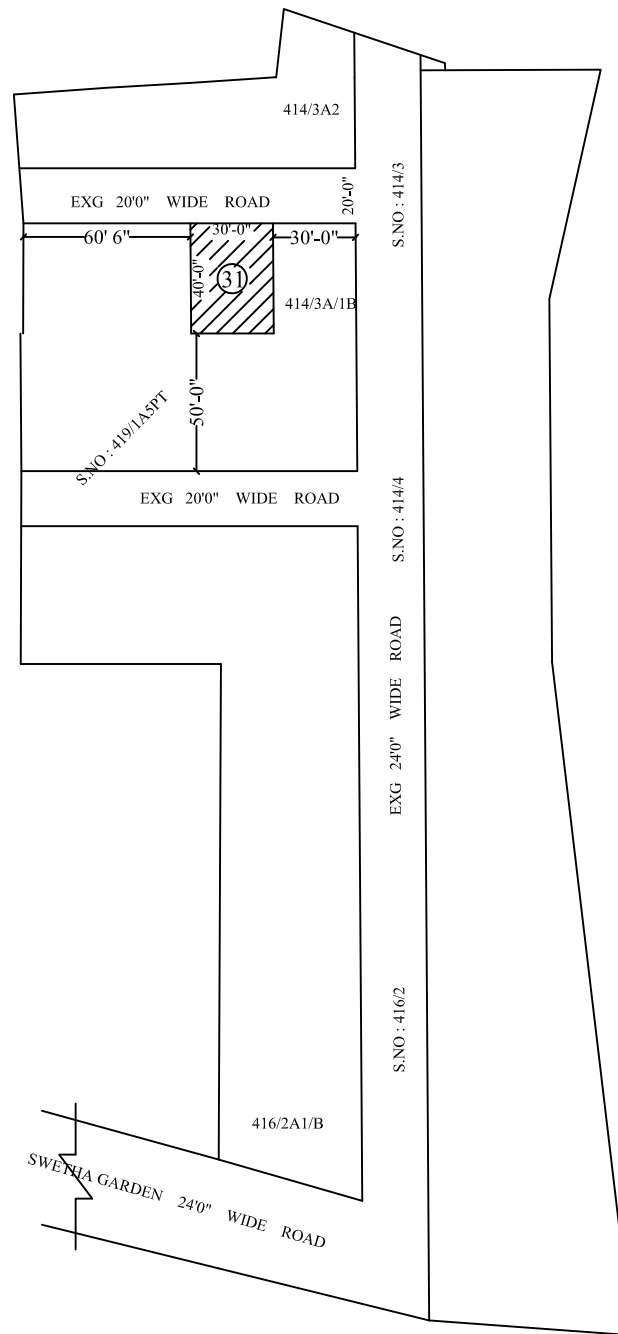 414/3A2
EXG 20'0" WIDE ROAD
20'-0"
S.NO : 414/3
60' 6"
30'-0"
30'-0"
40'-0"
31
414/3A/1B
50'-0"
S.NO : 419/1A5PT
EXG 20'0" WIDE ROAD
S.NO : 414/4
EXG 24'0" WIDE ROAD
S.NO : 416/2
416/2A1/B
SWETHA GARDEN 24'0" WIDE ROAD